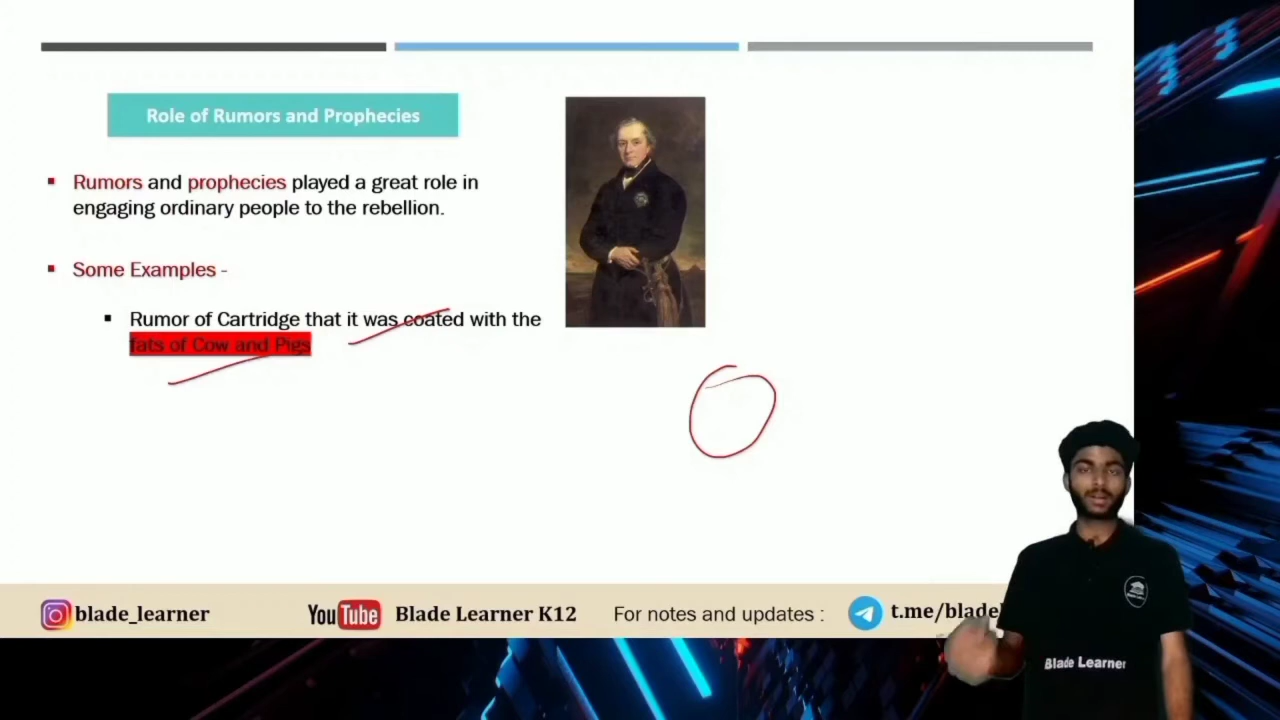 Role of Rumors and Prophecies
Rumors and prophecies played a great role in
engaging ordinary people to the rebellion.
Some Examples -
Rumor of Cartridge that it was coated with the
fats of Cow and Pigs
blade_learner
YouTube
Blade Learner K12
For notes and updates :
t.me/blade
Blade Learner